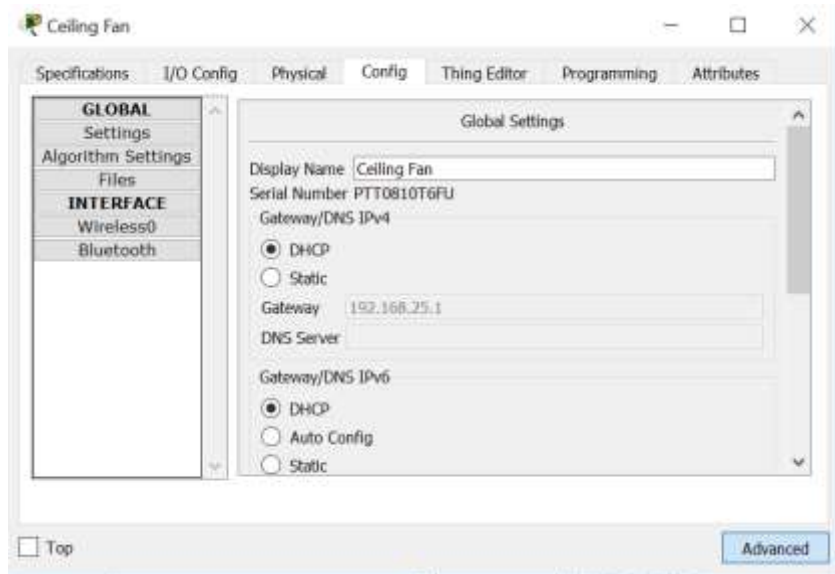 Ceiling Fan
Specifications I/O Config Physical Config Thing Editor Programming Attributes
GLOBAL
Settings
Algorithm Settings
Files
INTERFACE
Wireless0
Bluetooth
Global Settings
Display Name Ceiling Fan
Serial Number PTT0810T6FU
Gateway/DNS IPv4
DHCP
Static
Gateway 192.168.25.1
DNS Server
Gateway/DNS IPv6
DHCP
Auto Config
Static
Top
Advanced